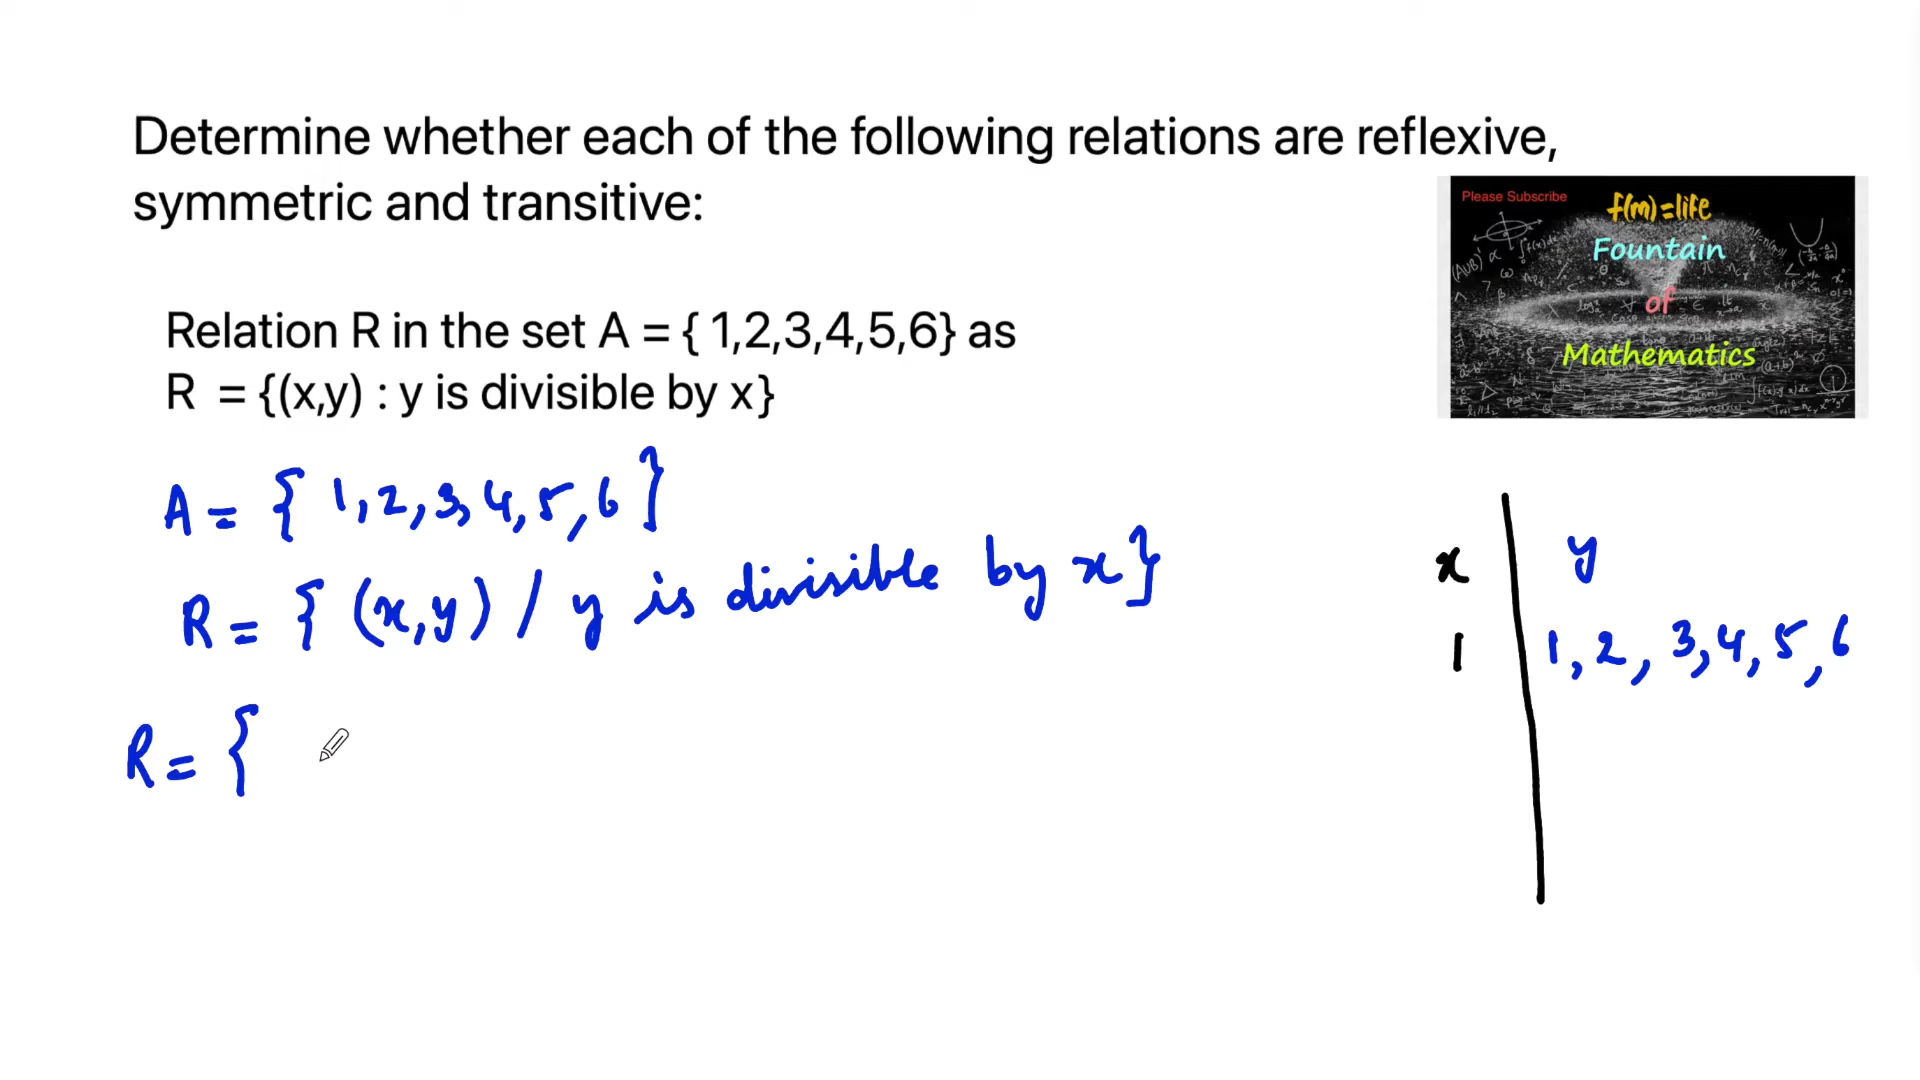 Determine whether each of the following relations are reflexive,
symmetric and transitive:
Please Subscribe
f(m)=life
Fountain
of
Mathematics
Relation R in the set A = { 1,2,3,4,5,6} as
R = {(x,y) : y is divisible by x}
A = { 1, 2, 3, 4, 5, 6 }
R = { (x, y) / y is divisible by x }
x y
1 1, 2, 3, 4, 5, 6
R = {